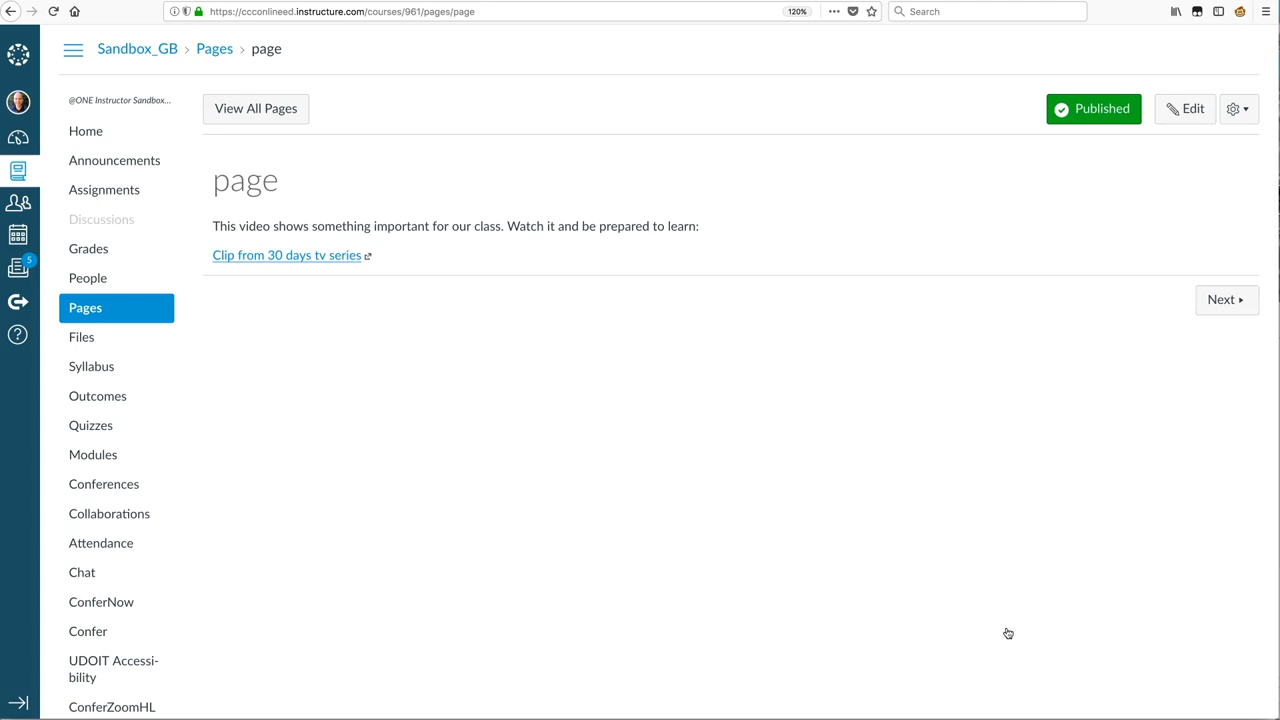 https://ccconlineed.instructure.com/courses/961/pages/page
120%
Search
Sandbox_GB › Pages › page
@ONE Instructor Sandbox...
Home
Announcements
Assignments
Discussions
Grades
People
Pages
Files
Syllabus
Outcomes
Quizzes
Modules
Conferences
Collaborations
Attendance
Chat
ConferNow
Confer
UDOIT Accessi-
bility
ConferZoomHL
5
View All Pages
Published
Edit
page
This video shows something important for our class. Watch it and be prepared to learn:
Clip from 30 days tv series
Next